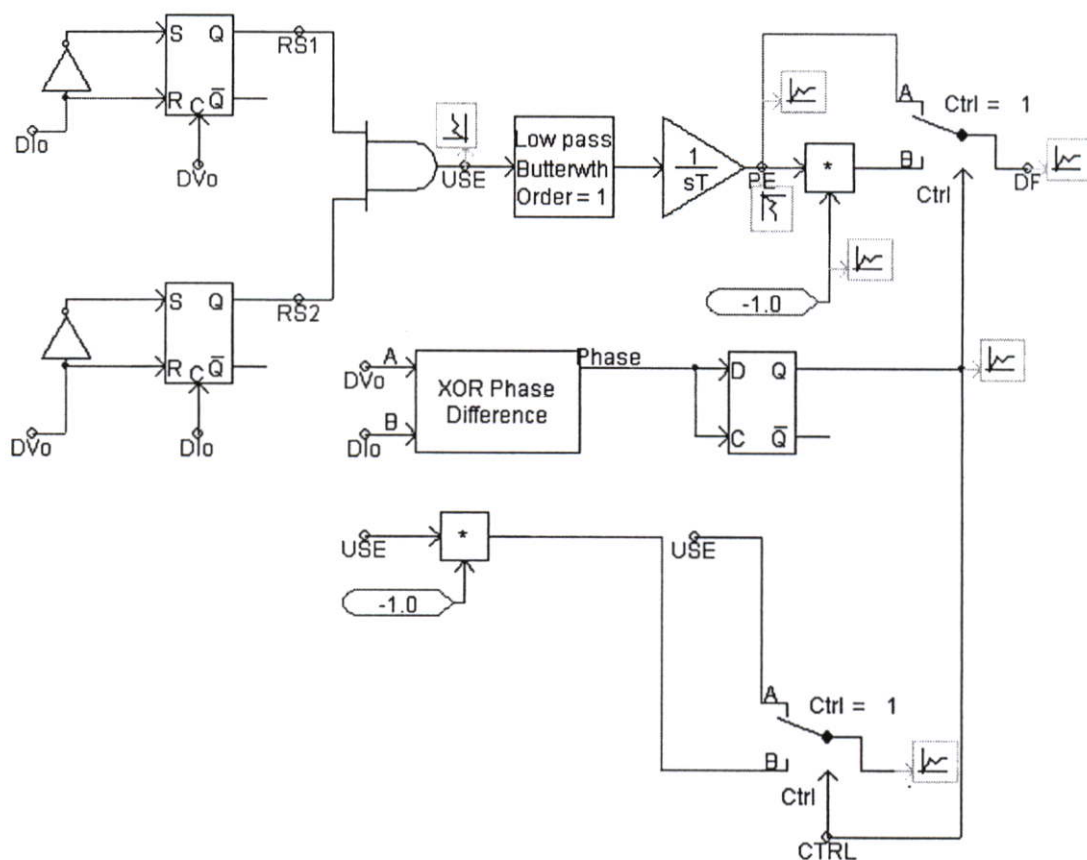 S Q
RS1
R C Q
DIo
DVo
Low pass
Butterwth
Order = 1
1
sT
USE
PE
*
A
Ctrl = 1
B
Ctrl
DF
-1.0
S Q
RS2
R C Q
DVo
DIo
DVo A
DIo B
XOR Phase
Difference
Phase
D Q
C Q
USE
*
-1.0
USE
A
Ctrl = 1
B
Ctrl
CTRL